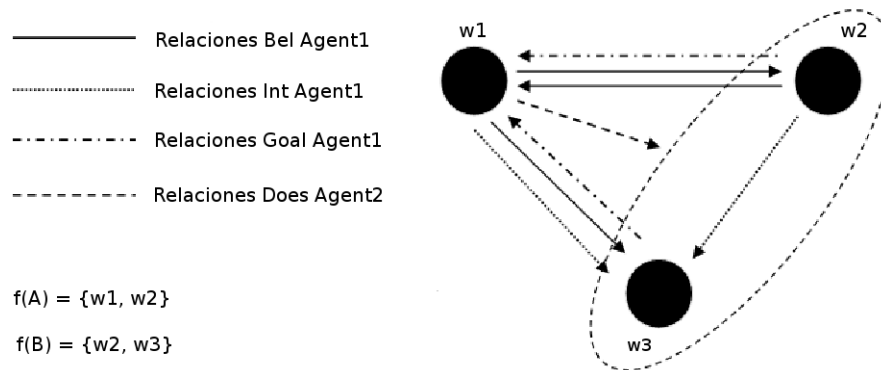 Relaciones Bel Agent1
Relaciones Int Agent1
Relaciones Goal Agent1
Relaciones Does Agent2
f(A) = {w1, w2}
f(B) = {w2, w3}
w1
w2
w3